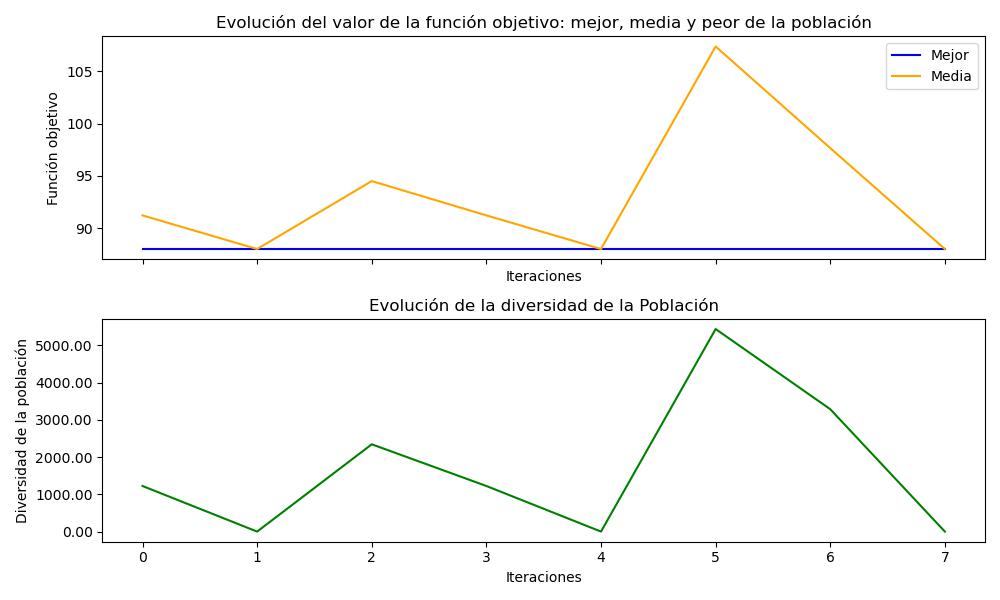 Evolución del valor de la función objetivo: mejor, media y peor de la población
Función objetivo
105
100
95
90
Mejor
Media
Iteraciones
Evolución de la diversidad de la Población
Diversidad de la población
5000.00
4000.00
3000.00
2000.00
1000.00
0.00
0 1 2 3 4 5 6 7
Iteraciones